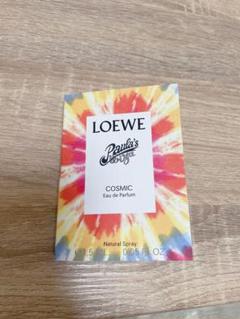 LOEWE
Paula's
Ibiza
COSMIC
Eau de Parfum
Natural Spray